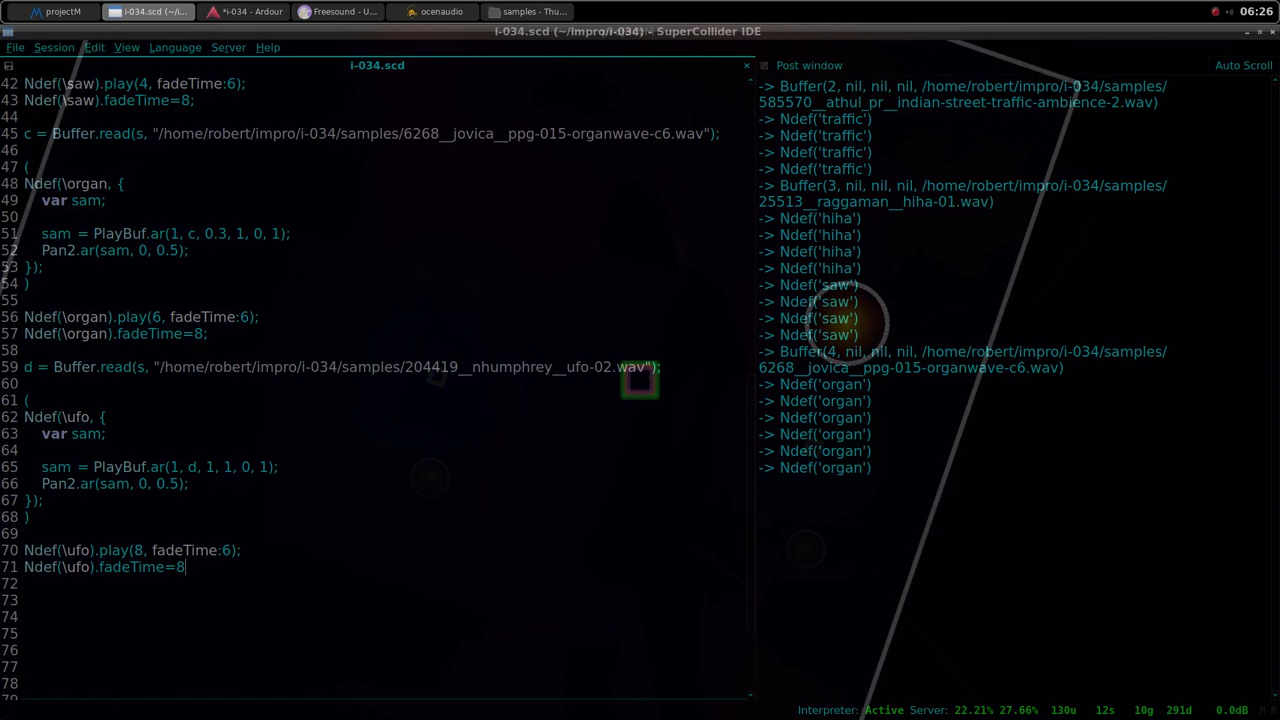 projectM
i-034.scd (~/i...
*i-034 - Ardour
Freesound - U...
ocenaudio
samples - Thu...
06:26
i-034.scd (~/impro/i-034) - SuperCollider IDE
File Session Edit View Language Server Help
i-034.scd
42 Ndef(\saw).play(4, fadeTime:6);
43 Ndef(\saw).fadeTime=8;
44
45 c = Buffer.read(s, "/home/robert/impro/i-034/samples/6268__jovica__ppg-015-organwave-c6.wav");
46
47 (
48 Ndef(\organ, {
49 var sam;
50
51 sam = PlayBuf.ar(1, c, 0.3, 1, 0, 1);
52 Pan2.ar(sam, 0, 0.5);
53 });
54 )
55
56 Ndef(\organ).play(6, fadeTime:6);
57 Ndef(\organ).fadeTime=8;
58
59 d = Buffer.read(s, "/home/robert/impro/i-034/samples/204419__nhumphrey__ufo-02.wav");
60
61 (
62 Ndef(\ufo, {
63 var sam;
64
65 sam = PlayBuf.ar(1, d, 1, 1, 0, 1);
66 Pan2.ar(sam, 0, 0.5);
67 });
68 )
69
70 Ndef(\ufo).play(8, fadeTime:6);
71 Ndef(\ufo).fadeTime=8
72
73
74
75
76
77
78
79
Post window
Auto Scroll
-> Buffer(2, nil, nil, nil, /home/robert/impro/i-034/samples/
585570__athul_pr__indian-street-traffic-ambience-2.wav)
-> Ndef('traffic')
-> Ndef('traffic')
-> Ndef('traffic')
-> Ndef('traffic')
-> Buffer(3, nil, nil, nil, /home/robert/impro/i-034/samples/
25513__raggaman__hiha-01.wav)
-> Ndef('hiha')
-> Ndef('hiha')
-> Ndef('hiha')
-> Ndef('hiha')
-> Ndef('saw')
-> Ndef('saw')
-> Ndef('saw')
-> Ndef('saw')
-> Buffer(4, nil, nil, nil, /home/robert/impro/i-034/samples/
6268__jovica__ppg-015-organwave-c6.wav)
-> Ndef('organ')
-> Ndef('organ')
-> Ndef('organ')
-> Ndef('organ')
-> Ndef('organ')
-> Ndef('organ')
Interpreter: Active Server: 22.21% 27.66% 130u 12s 10g 291d 0.0dB M R